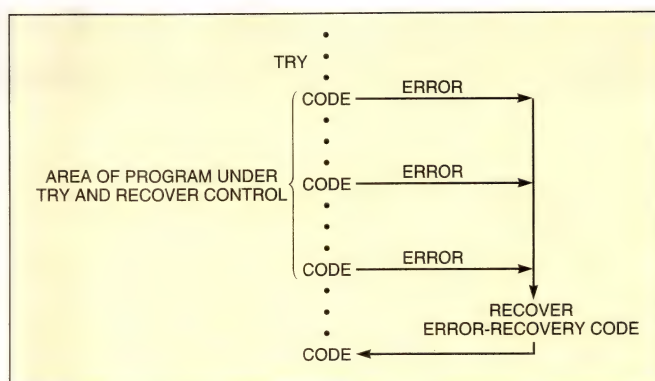 TRY
CODE ERROR
AREA OF PROGRAM UNDER
TRY AND RECOVER CONTROL
CODE ERROR
CODE ERROR
RECOVER
ERROR-RECOVERY CODE
CODE